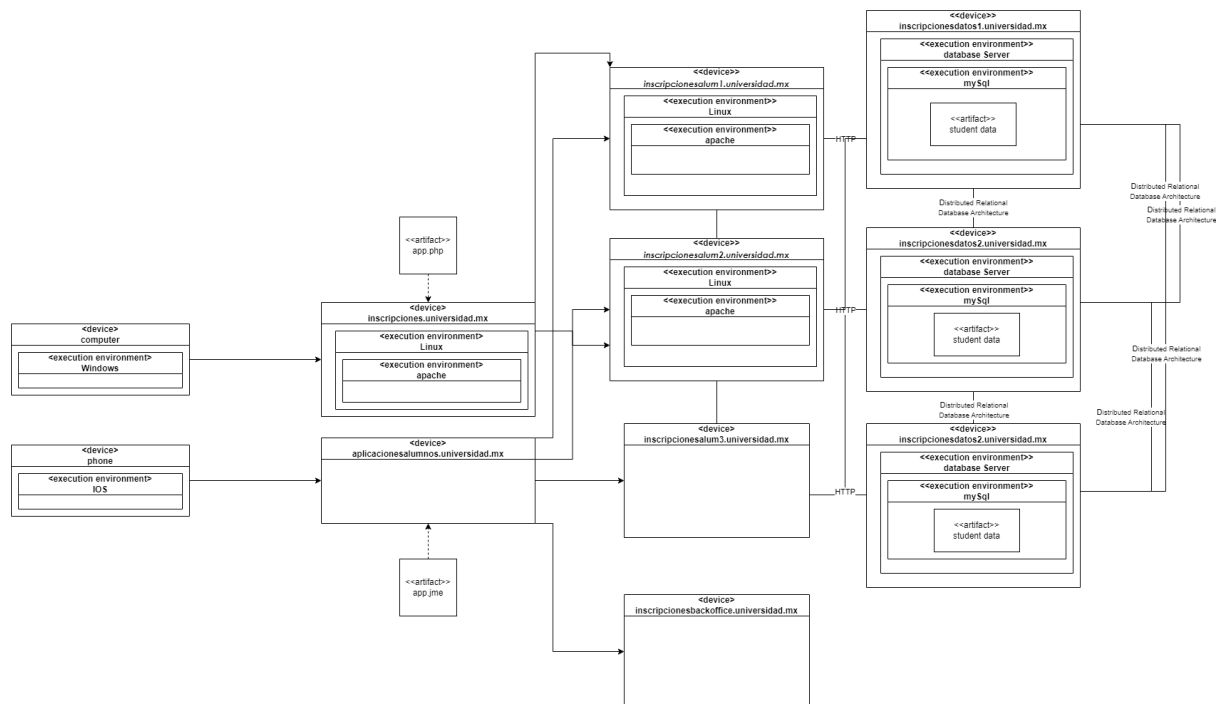 <<device>>
inscripcionesdatos1.universidad.mx
<<execution environment>>
database Server
<<execution environment>>
mySql
<<artifact>>
student data
<<device>>
inscripcionesalum1.universidad.mx
<<execution environment>>
Linux
<<execution environment>>
apache
HTTP
Distributed Relational
Database Architecture
Distributed Relational
Database Architecture
Distributed Relational
Database Architecture
<<artifact>>
app.php
<<device>>
inscripcionesalum2.universidad.mx
<<execution environment>>
Linux
<<execution environment>>
apache
HTTP
<<device>>
inscripcionesdatos2.universidad.mx
<<execution environment>>
database Server
<<execution environment>>
mySql
<<artifact>>
student data
Distributed Relational
Database Architecture
<device>
computer
<execution environment>
Windows
<device>
inscripciones.universidad.mx
<execution environment>
Linux
<execution environment>
apache
Distributed Relational
Database Architecture
Distributed Relational
Database Architecture
<device>
phone
<execution environment>
IOS
<device>
aplicacionesalumnos.universidad.mx
<device>
inscripcionesalum3.universidad.mx
HTTP
<<device>>
inscripcionesdatos2.universidad.mx
<<execution environment>>
database Server
<<execution environment>>
mySql
<<artifact>>
student data
<<artifact>>
app.jme
<device>
inscripcionesbackoffice.universidad.mx